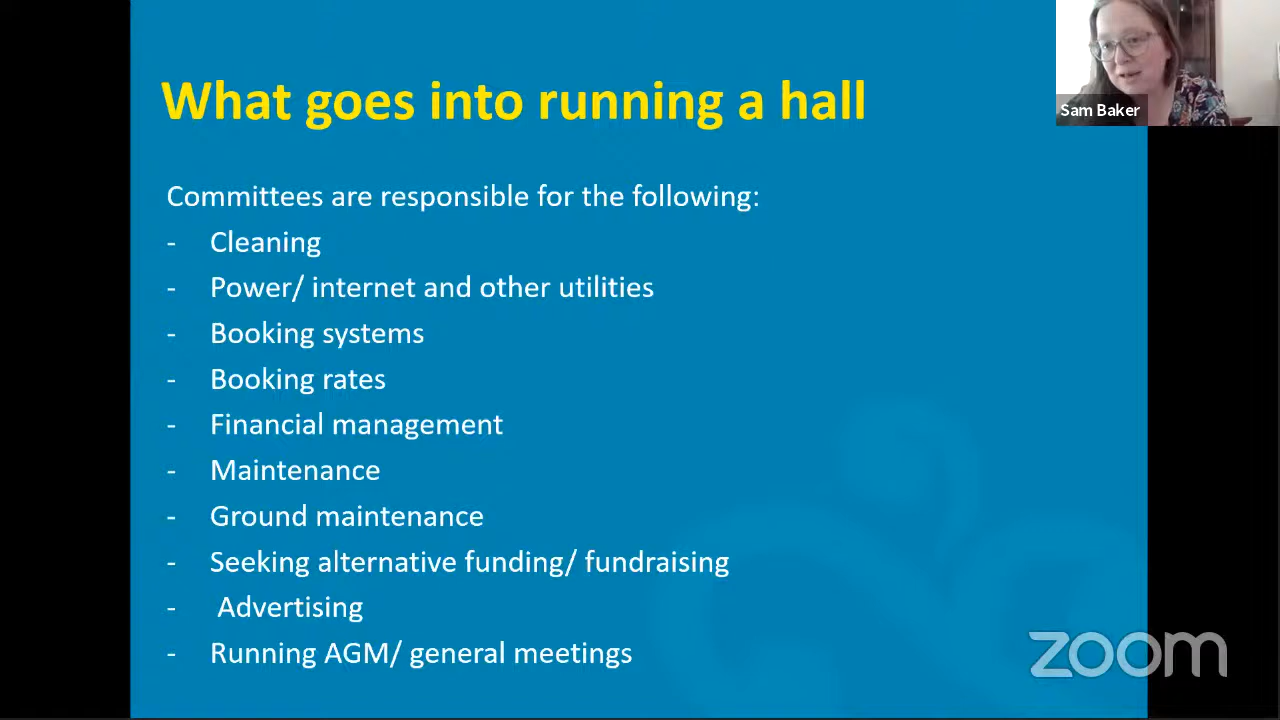 What goes into running a hall
Sam Baker
Committees are responsible for the following:
- Cleaning
- Power/ internet and other utilities
- Booking systems
- Booking rates
- Financial management
- Maintenance
- Ground maintenance
- Seeking alternative funding/ fundraising
- Advertising
- Running AGM/ general meetings
zoom